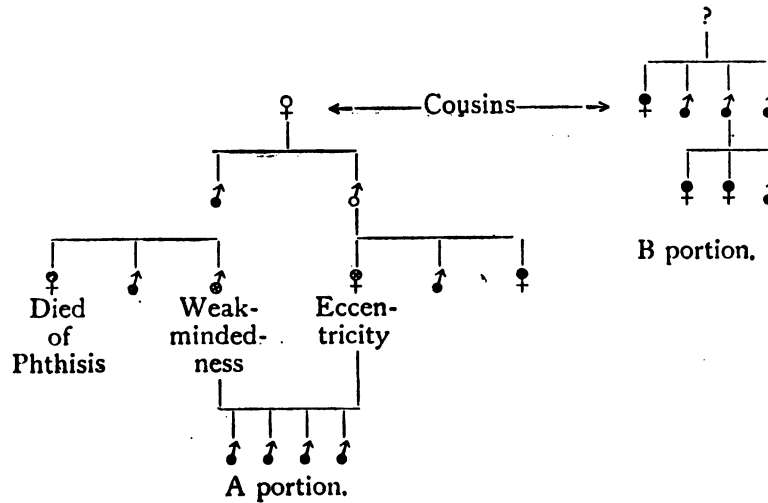 ?
Cousins
B portion.
Died
of
Phthisis
Weak-
minded-
ness
Eccen-
tricity
A portion.